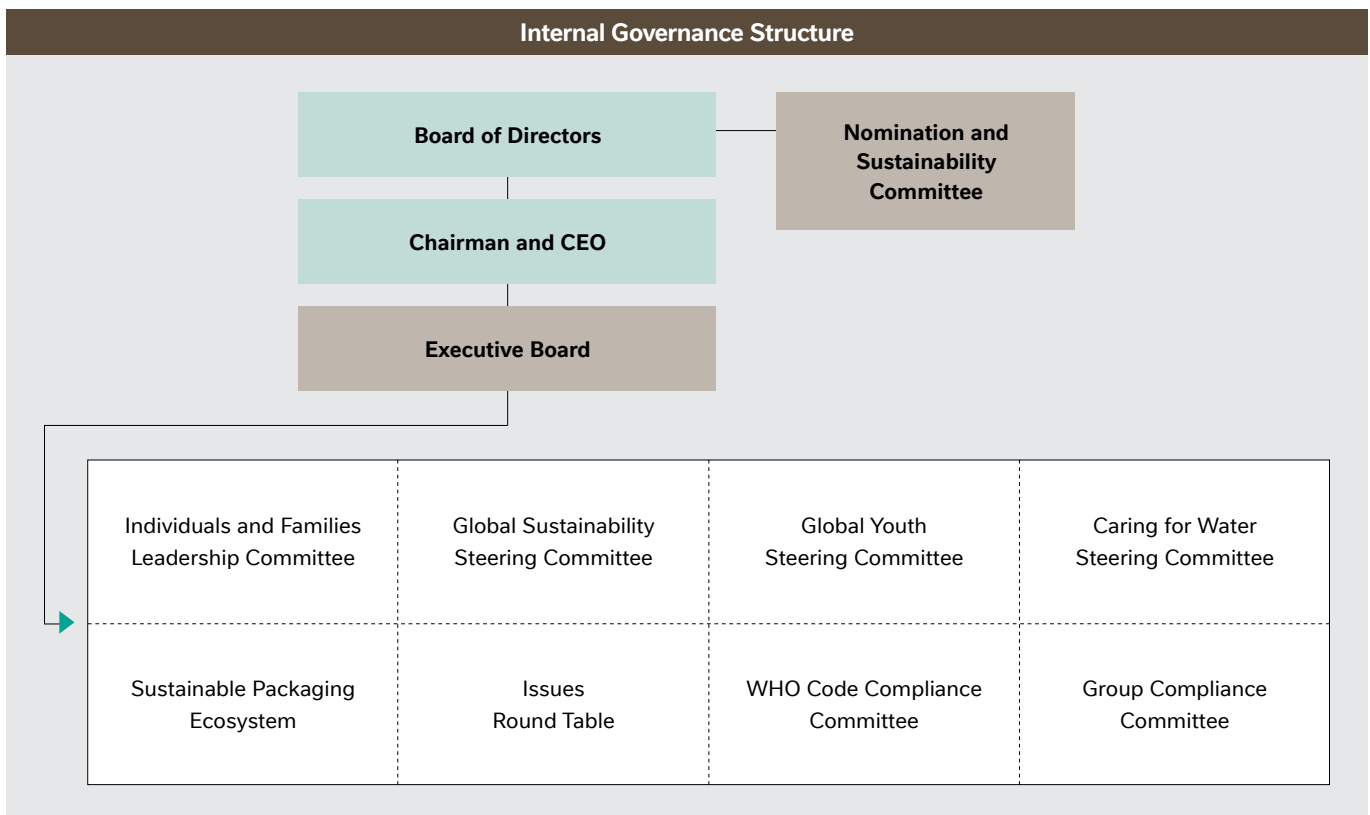 Internal Governance Structure
Board of Directors
Nomination and
Sustainability
Committee
Chairman and CEO
Executive Board
Individuals and Families
Leadership Committee
Global Sustainability
Steering Committee
Global Youth
Steering Committee
Caring for Water
Steering Committee
Sustainable Packaging
Ecosystem
Issues
Round Table
WHO Code Compliance
Committee
Group Compliance
Committee